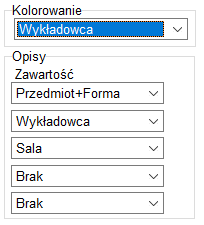 Kolorowanie
Wykładowca
Opisy
Zawartość
Przedmiot+Forma
Wykładowca
Sala
Brak
Brak